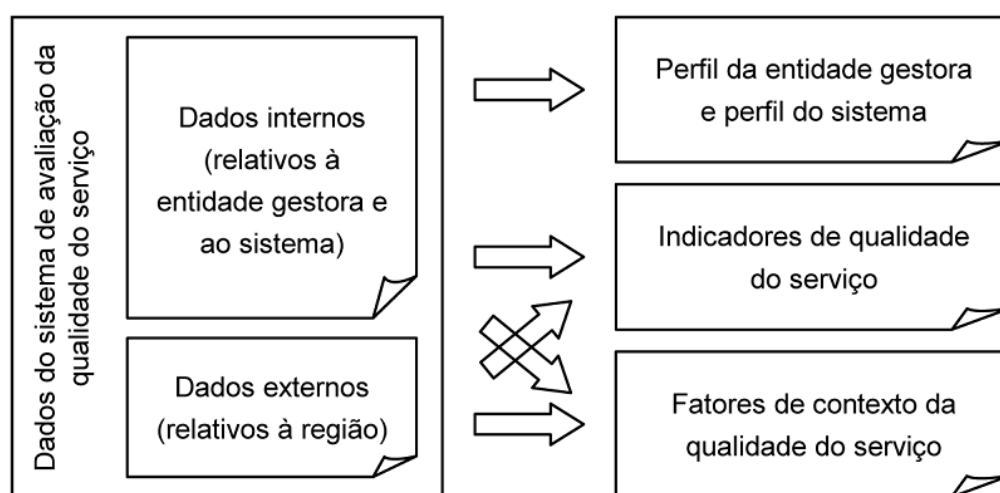 Dados do sistema de avaliação da
qualidade do serviço
Dados internos
(relativos à
entidade gestora e
ao sistema)
Dados externos
(relativos à região)
Perfil da entidade gestora
e perfil do sistema
Indicadores de qualidade
do serviço
Fatores de contexto da
qualidade do serviço